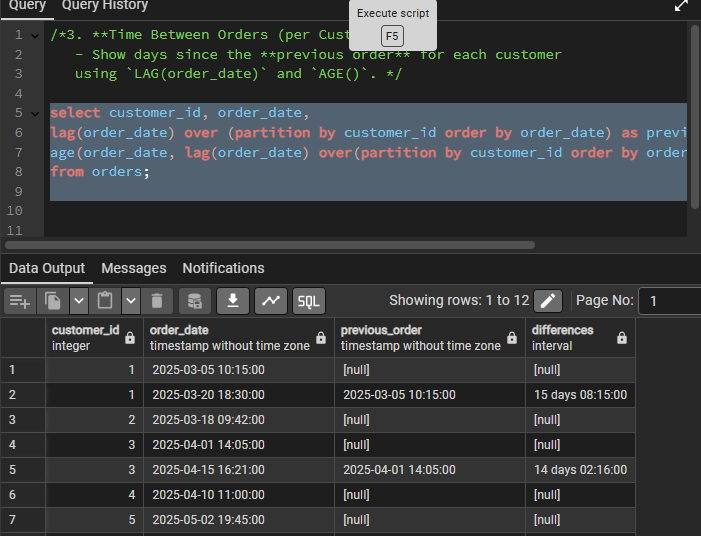 Query Query History
Execute script
F5
1 /*3. **Time Between Orders (per Cust
2 - Show days since the **previous order** for each customer
3 using `LAG(order_date)` and `AGE()`. */
4
5 select customer_id, order_date,
6 lag(order_date) over (partition by customer_id order by order_date) as previ
7 age(order_date, lag(order_date) over(partition by customer_id order by order
8 from orders;
9
10
11
Data Output Messages Notifications
SQL Showing rows: 1 to 12 Page No: 1
customer_id order_date previous_order differences
integer timestamp without time zone timestamp without time zone interval
1 1 2025-03-05 10:15:00 [null] [null]
2 1 2025-03-20 18:30:00 2025-03-05 10:15:00 15 days 08:15:00
3 2 2025-03-18 09:42:00 [null] [null]
4 3 2025-04-01 14:05:00 [null] [null]
5 3 2025-04-15 16:21:00 2025-04-01 14:05:00 14 days 02:16:00
6 4 2025-04-10 11:00:00 [null] [null]
7 5 2025-05-02 19:45:00 [null] [null]